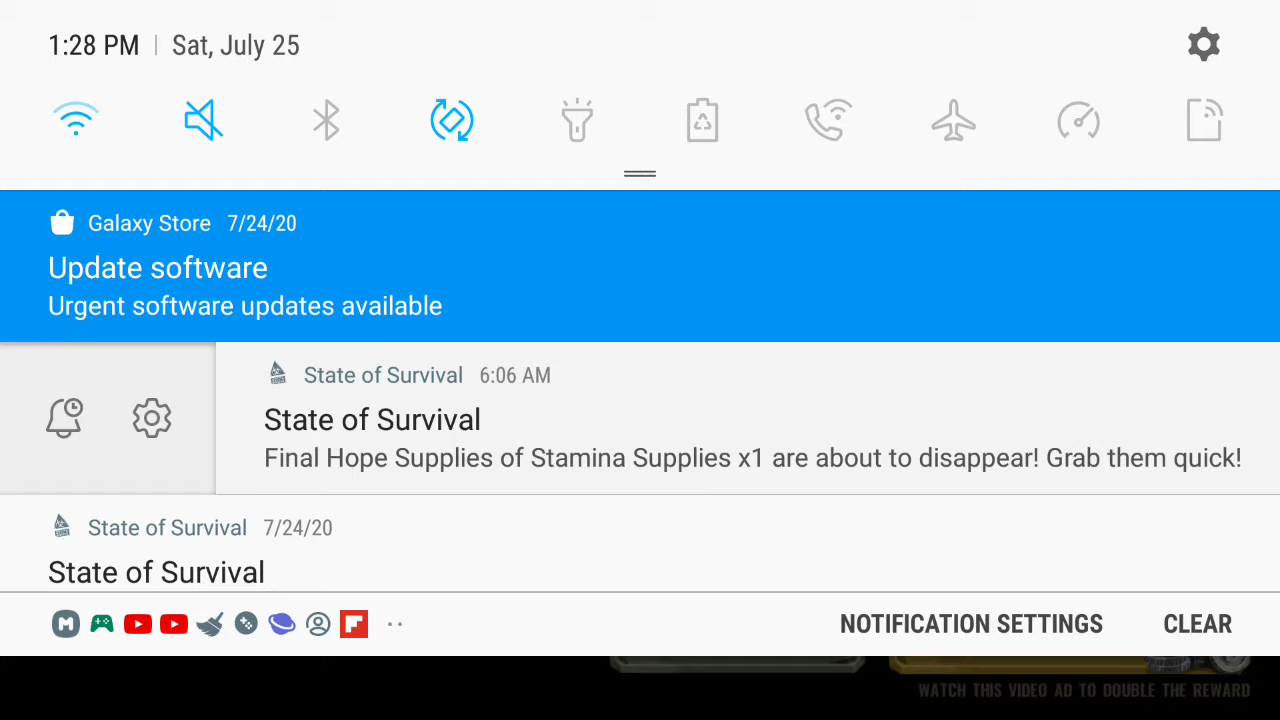 1:28 PM | Sat, July 25
Galaxy Store 7/24/20
Update software
Urgent software updates available
State of Survival 6:06 AM
State of Survival
Final Hope Supplies of Stamina Supplies x1 are about to disappear! Grab them quick!
State of Survival 7/24/20
State of Survival
NOTIFICATION SETTINGS CLEAR
WATCH THIS VIDEO AD TO DOUBLE THE REWARD